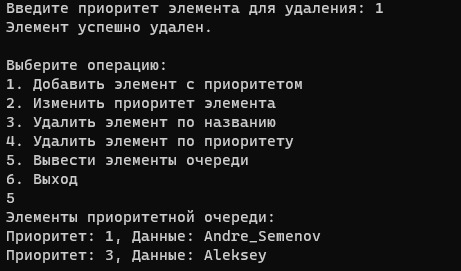 Введите приоритет элемента для удаления: 1
Элемент успешно удален.
Выберите операцию:
1. Добавить элемент с приоритетом
2. Изменить приоритет элемента
3. Удалить элемент по названию
4. Удалить элемент по приоритету
5. Вывести элементы очереди
6. Выход
5
Элементы приоритетной очереди:
Приоритет: 1, Данные: Andre_Semenov
Приоритет: 3, Данные: Aleksey